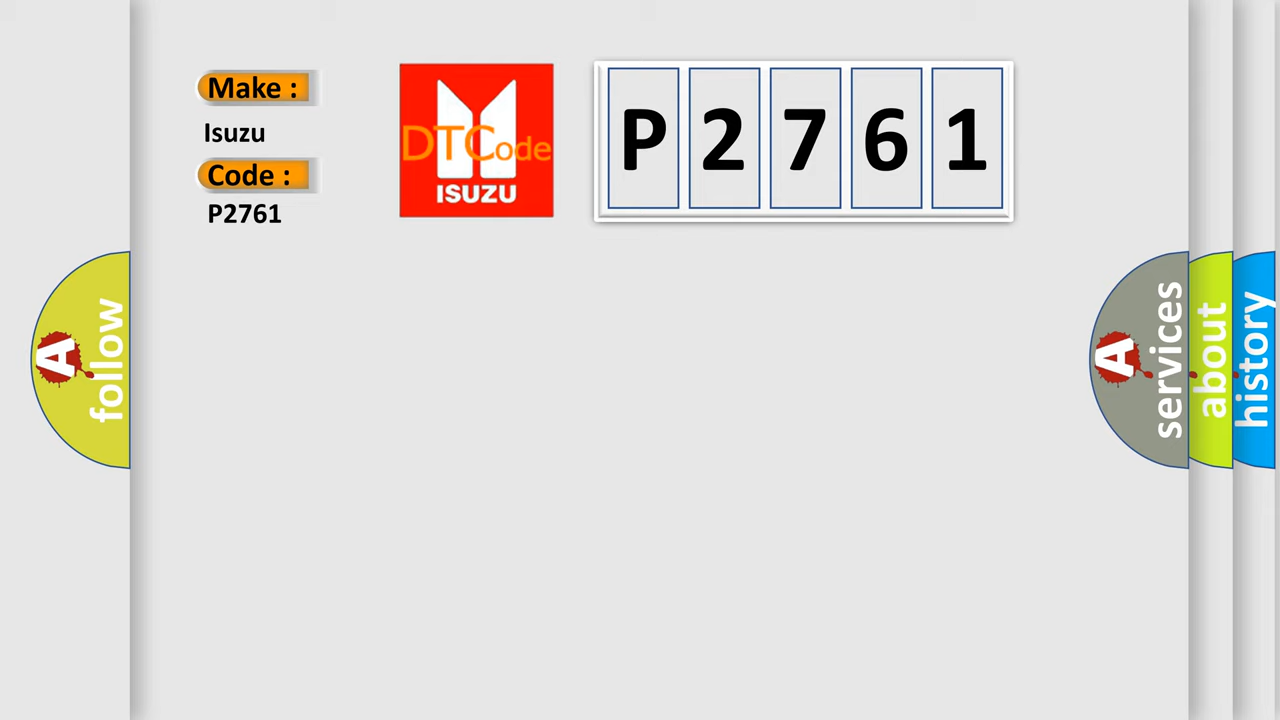 Make :
Isuzu
Code :
P2761
DTCode
ISUZU
P 2 7 6 1
A follow
A services
about
history